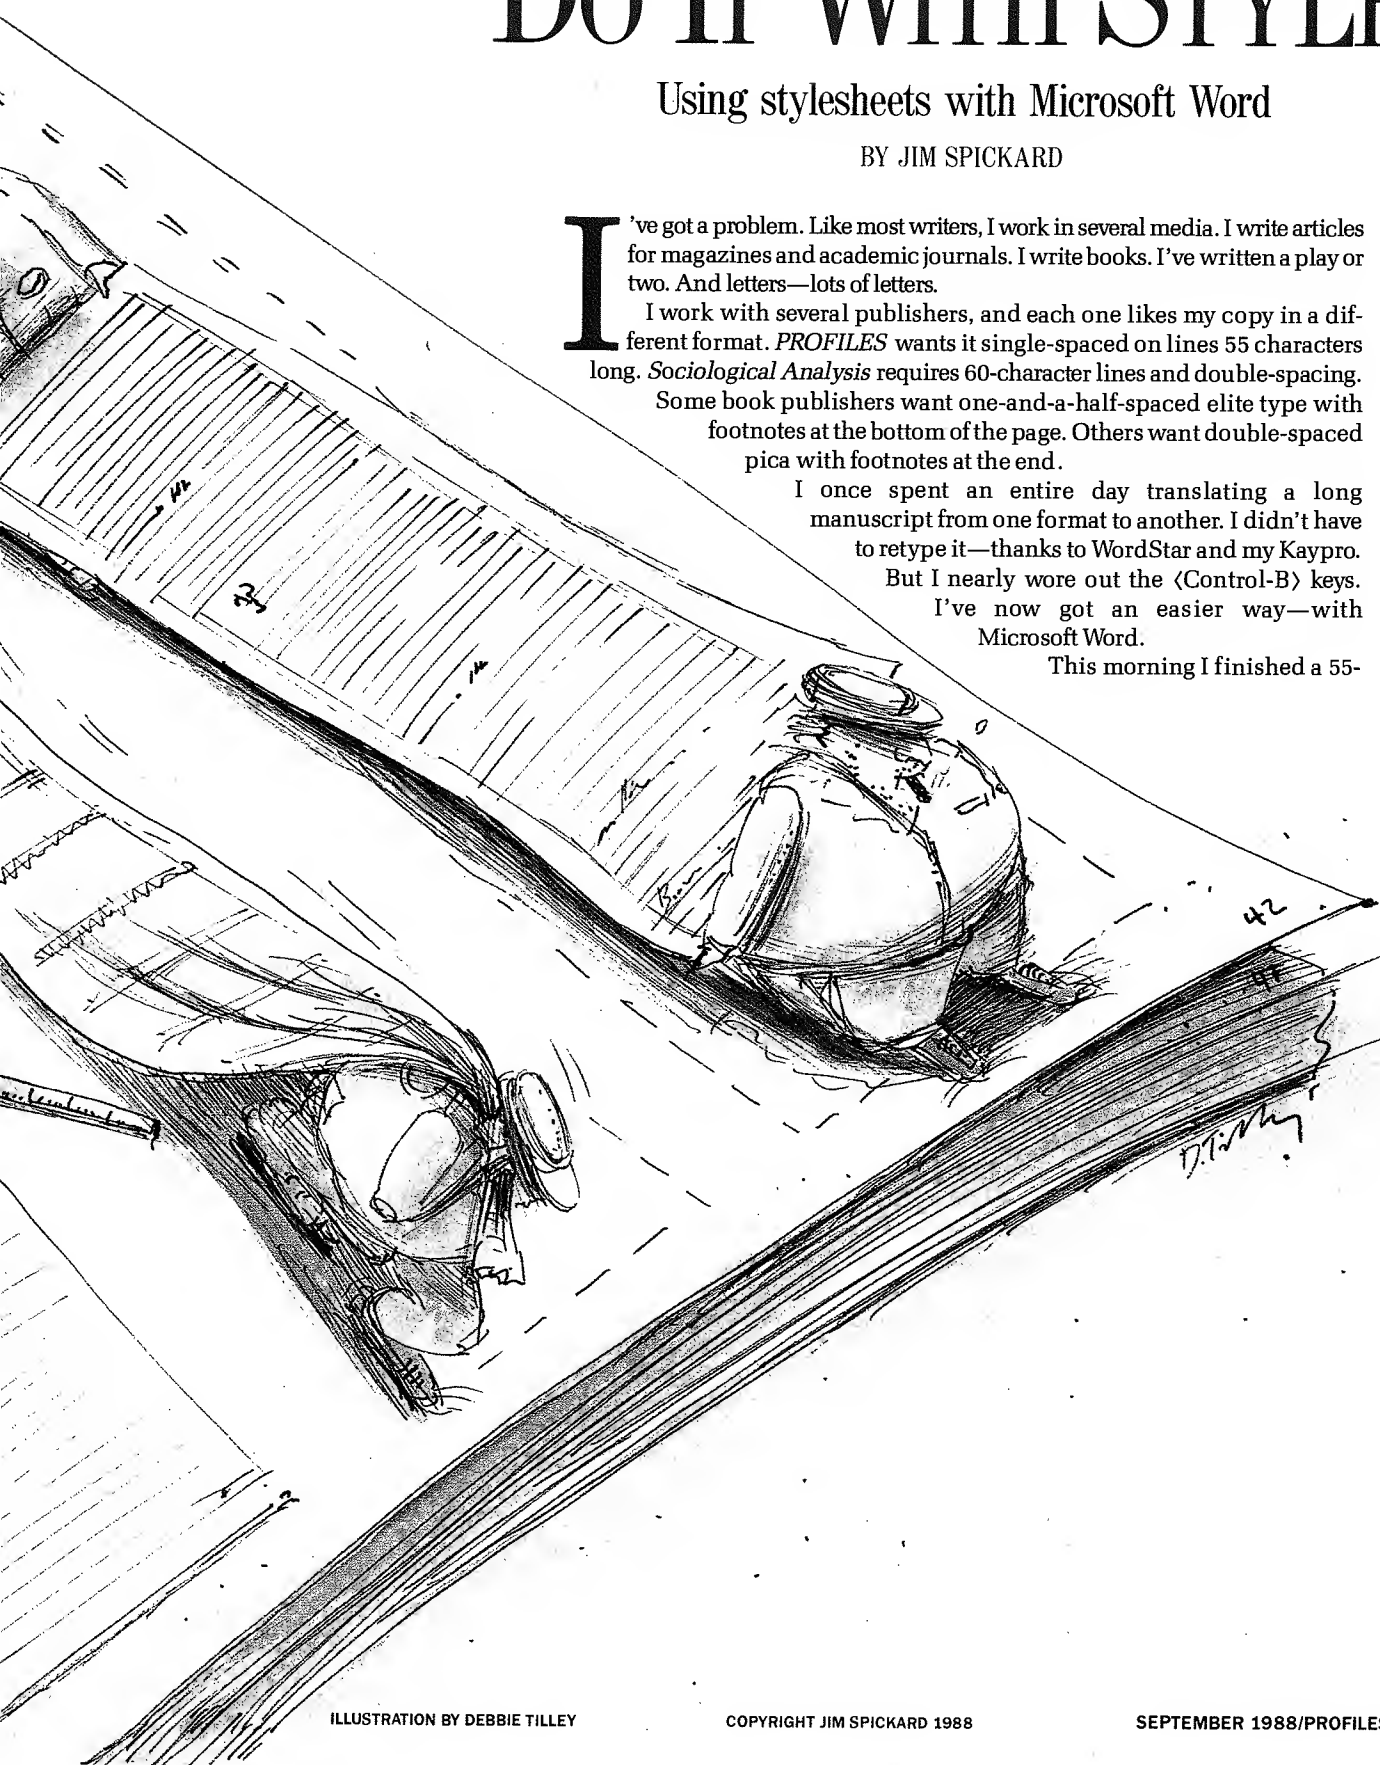 DO IT WITH STYLE
Using stylesheets with Microsoft Word
BY JIM SPICKARD
I've got a problem. Like most writers, I work in several media. I write articles
for magazines and academic journals. I write books. I've written a play or
two. And letters—lots of letters.
I work with several publishers, and each one likes my copy in a dif-
ferent format. PROFILES wants it single-spaced on lines 55 characters
long. Sociological Analysis requires 60-character lines and double-spacing.
Some book publishers want one-and-a-half-spaced elite type with
footnotes at the bottom of the page. Others want double-spaced
pica with footnotes at the end.
I once spent an entire day translating a long
manuscript from one format to another. I didn't have
to retype it—thanks to WordStar and my Kaypro.
But I nearly wore out the ⟨Control-B⟩ keys.
I've now got an easier way—with
Microsoft Word.
This morning I finished a 55-
42
D. Tilley
ILLUSTRATION BY DEBBIE TILLEY
COPYRIGHT JIM SPICKARD 1988
SEPTEMBER 1988/PROFILES